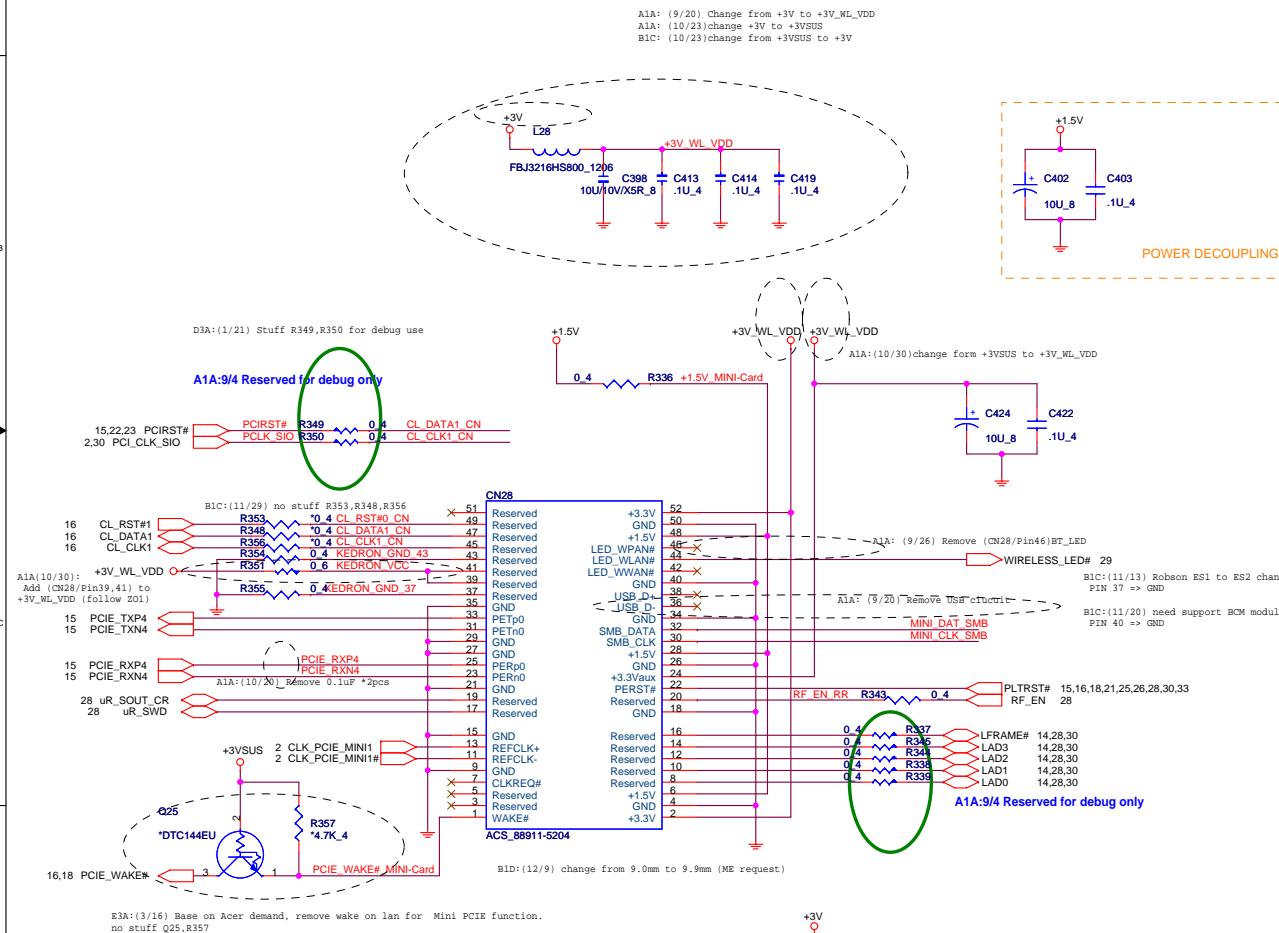 A1A: (9/20) Change from +3V to +3V_WL_VDD
A1A: (10/23)change +3V to +3VSUS
B1C: (10/23)change from +3VSUS to +3V
+3V
L28
FBJ3216HS800_1206
+3V_WL_VDD
C398
10U/10V/X5R_8
C413
.1U_4
C414
.1U_4
C419
.1U_4
+1.5V
C402
10U_8
C403
.1U_4
POWER DECOUPLING
D3A:(1/21) Stuff R349,R350 for debug use
A1A:9/4 Reserved for debug only
15,22,23 PCIRST#
PCIRST# R349 0_4 CL_DATA1_CN
2,30 PCI_CLK_SIO
PCLK_SIO R350 0_4 CL_CLK1_CN
+1.5V
0_4 R336 +1.5V_MINI-Card
+3V_WL_VDD
+3V_WL_VDD
A1A:(10/30)change form +3VSUS to +3V_WL_VDD
C424
10U_8
C422
.1U_4
B1C:(11/29) no stuff R353,R348,R356
16 CL_RST#1 R353 *0_4 CL_RST#0_CN
16 CL_DATA1 R348 *0_4 CL_DATA1_CN
16 CL_CLK1 R356 *0_4 CL_CLK1_CN
R354 0_4 KEDRON_GND_43
+3V_WL_VDD R351 0_6 KEDRON_VCC
R355 0_4 KEDRON_GND_37
A1A(10/30):
Add (CN28/Pin39,41) to
+3V_WL_VDD (follow ZO1)
15 PCIE_TXP4
15 PCIE_TXN4
15 PCIE_RXP4 PCIE_RXP4
15 PCIE_RXN4 PCIE_RXN4
A1A:(10/20) Remove 0.1uF *2pcs
28 uR_SOUT_CR
28 uR_SWD
2 CLK_PCIE_MINI1
2 CLK_PCIE_MINI1#
CN28
51 Reserved +3.3V 52
49 Reserved GND 50
47 Reserved +1.5V 48
45 Reserved LED_WPAN# 46
43 Reserved LED_WLAN# 44
41 Reserved LED_WWAN# 42
39 Reserved GND 40
37 Reserved USB_D+ 38
35 GND USB_D- 36
33 PETp0 GND 34
31 PETn0 SMB_DATA 32
29 GND SMB_CLK 30
27 GND +1.5V 28
25 PERp0 GND 26
23 PERn0 +3.3Vaux 24
21 GND PERST# 22
19 Reserved Reserved 20
17 Reserved GND 18
15 GND Reserved 16
13 REFCLK+ Reserved 14
11 REFCLK- Reserved 12
9 GND Reserved 10
7 CLKREQ# Reserved 8
5 Reserved +1.5V 6
3 Reserved GND 4
1 WAKE# +3.3V 2
ACS_88911-5204
A1A: (9/26) Remove (CN28/Pin46)BT_LED
WIRELESS_LED# 29
B1C:(11/13) Robson ES1 to ES2 chan
PIN 37 => GND
A1A: (9/20) Remove USB ciucuit
B1C:(11/20) need support BCM modul
PIN 40 => GND
MINI_DAT_SMB
MINI_CLK_SMB
PLTRST# 15,16,18,21,25,26,28,30,33
RF_EN_RR R343 0_4 RF_EN 28
0_4 R337 LFRAME# 14,28,30
0_4 R345 LAD3 14,28,30
0_4 R344 LAD2 14,28,30
0_4 R338 LAD1 14,28,30
0_4 R339 LAD0 14,28,30
A1A:9/4 Reserved for debug only
+3VSUS
Q25
*DTC144EU
2
R357
*4.7K_4
16,18 PCIE_WAKE# 3 1 PCIE_WAKE#_MINI-Card
B1D:(12/9) change from 9.0mm to 9.9mm (ME request)
E3A:(3/16) Base on Acer demand, remove wake on lan for Mini PCIE function.
no stuff Q25,R357
+3V